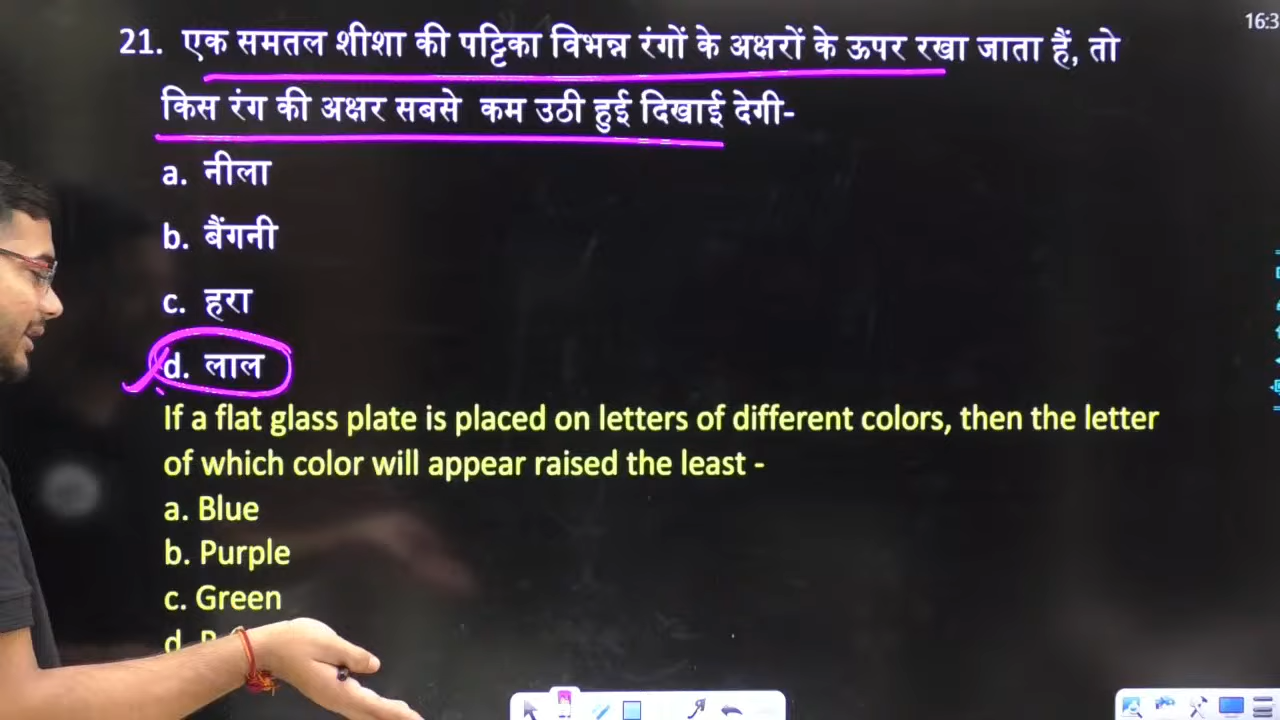 16:3
21. एक समतल शीशा की पट्टिका विभन्न रंगों के अक्षरों के ऊपर रखा जाता हैं, तो
किस रंग की अक्षर सबसे कम उठी हुई दिखाई देगी-
a. नीला
b. बैंगनी
c. हरा
d. लाल
If a flat glass plate is placed on letters of different colors, then the letter
of which color will appear raised the least -
a. Blue
b. Purple
c. Green
d.